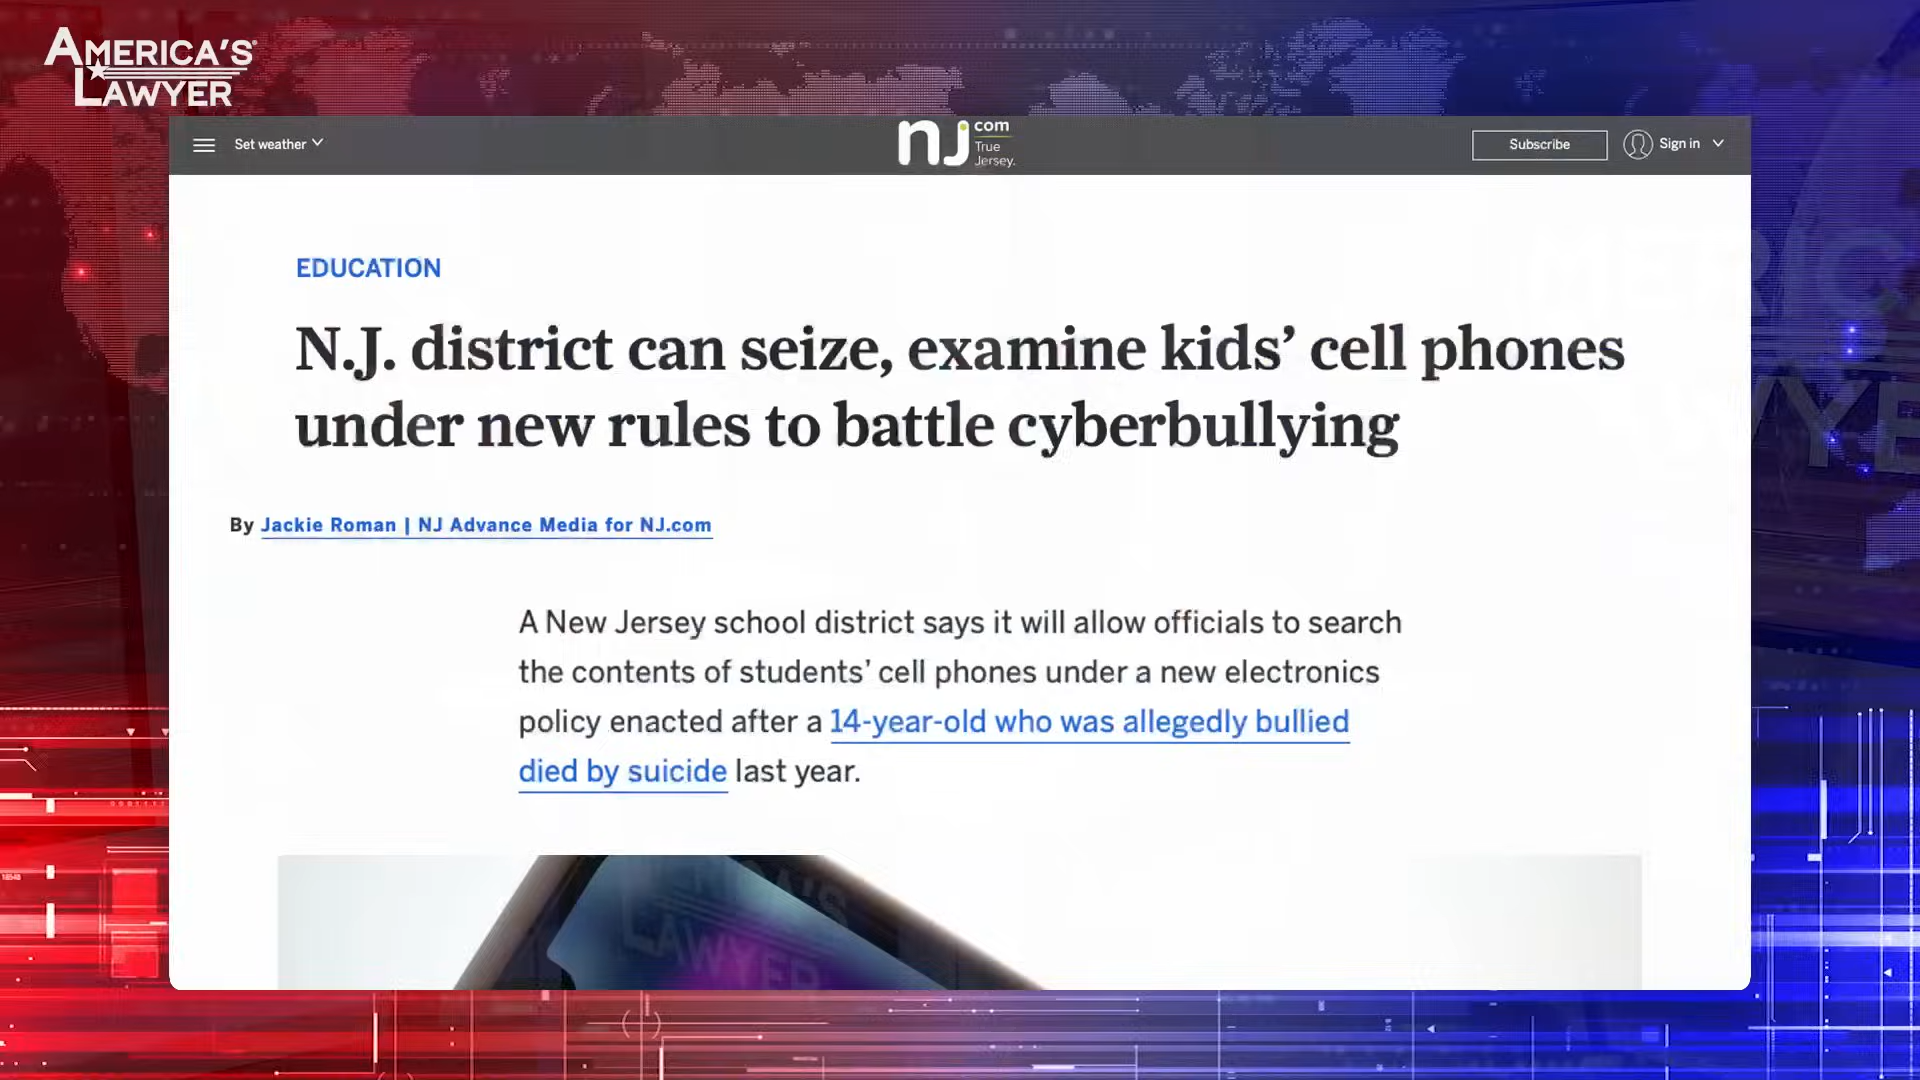 AMERICA'S
LAWYER
Set weather
nj
com
True
Jersey.
Subscribe
Sign in
EDUCATION
N.J. district can seize, examine kids’ cell phones
under new rules to battle cyberbullying
By Jackie Roman | NJ Advance Media for NJ.com
A New Jersey school district says it will allow officials to search
the contents of students’ cell phones under a new electronics
policy enacted after a 14-year-old who was allegedly bullied
died by suicide last year.
LAWYER